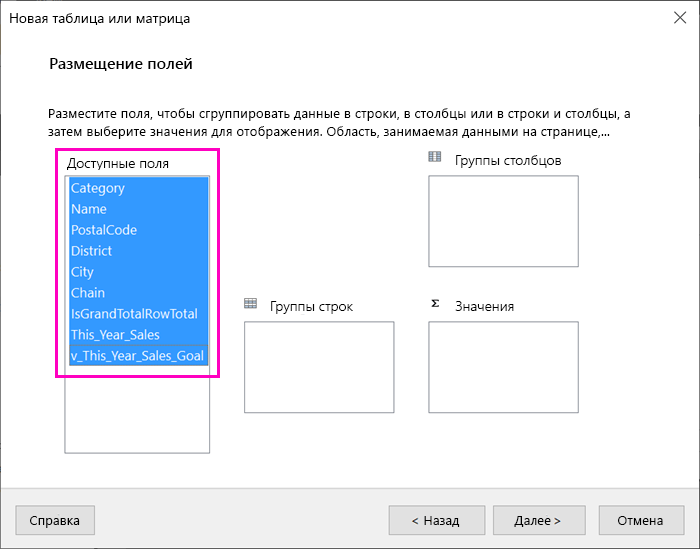 Новая таблица или матрица
Размещение полей
Разместите поля, чтобы сгруппировать данные в строки, в столбцы или в строки и столбцы, а
затем выберите значения для отображения. Область, занимаемая данными на странице,...
Доступные поля
Category
Name
PostalCode
District
City
Chain
IsGrandTotalRowTotal
This_Year_Sales
v_This_Year_Sales_Goal
Группы столбцов
Группы строк
Σ Значения
Справка
< Назад
Далее >
Отмена